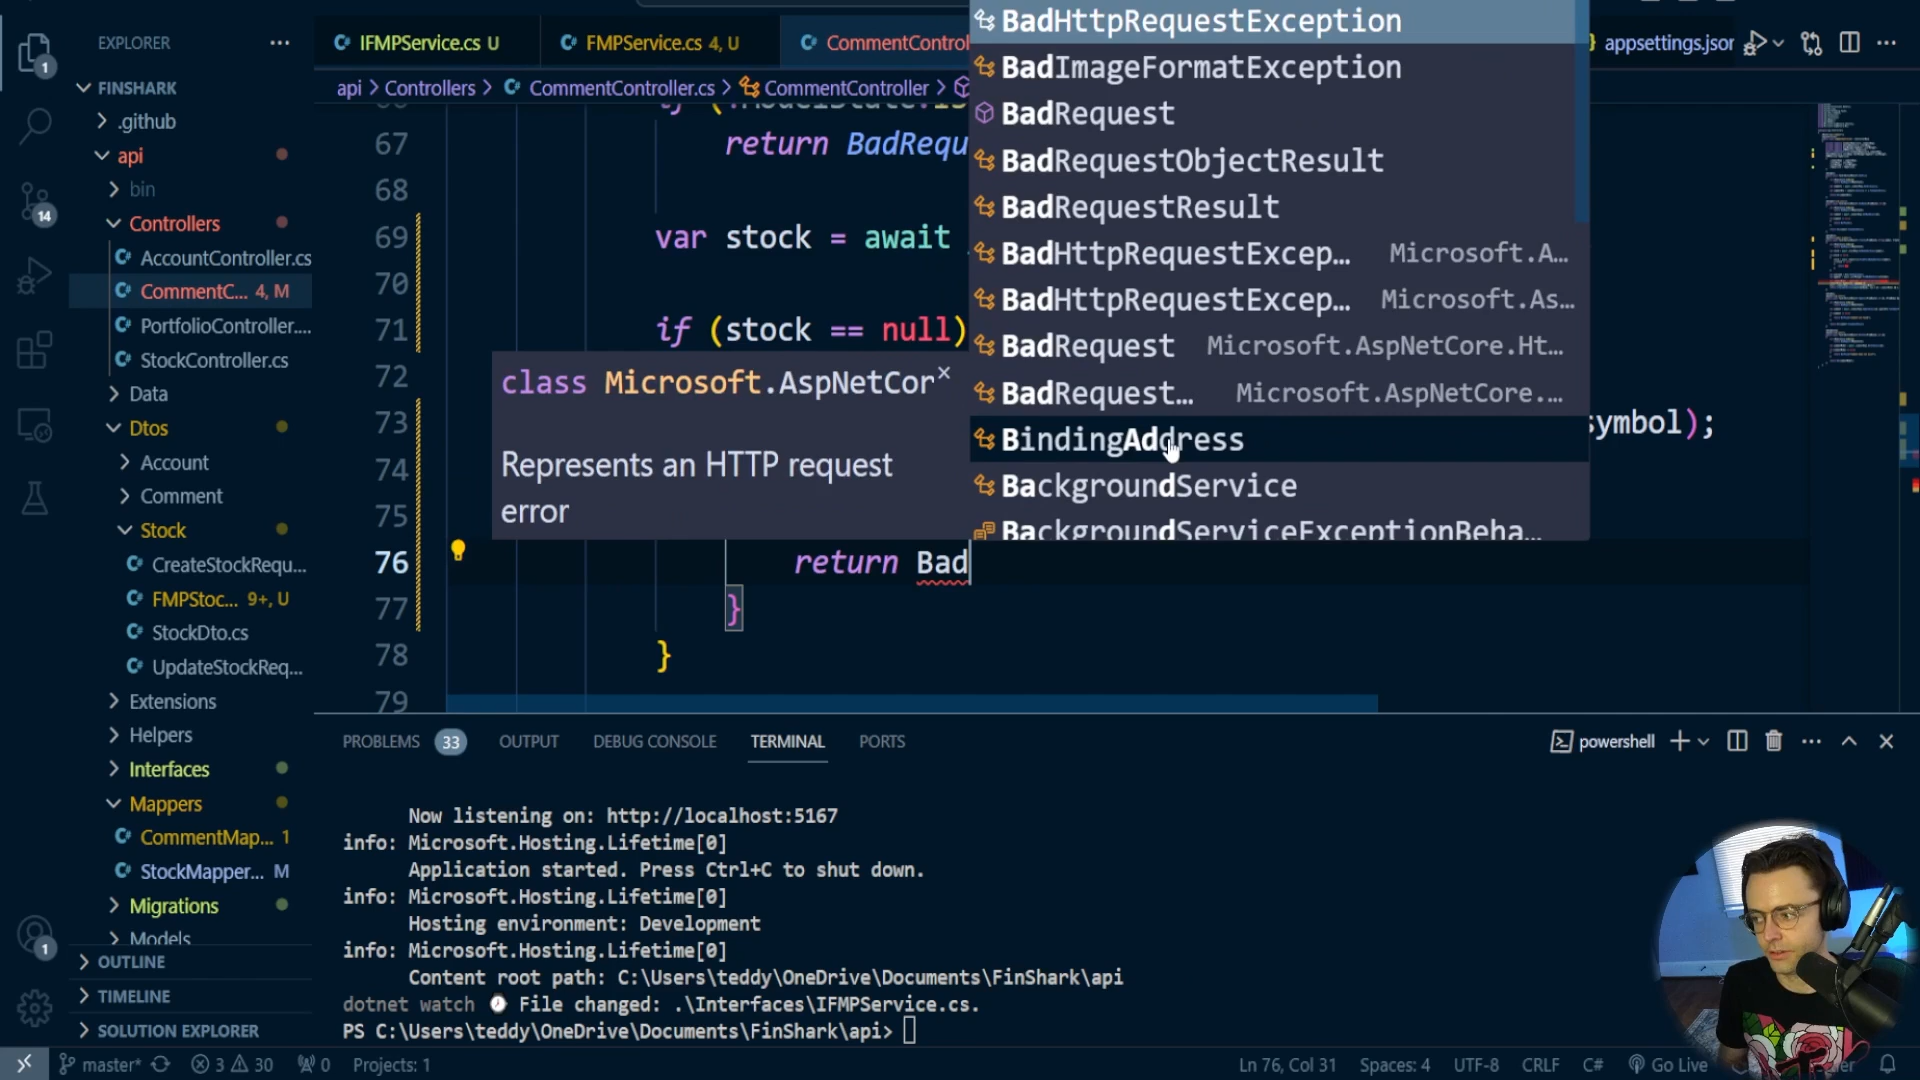 EXPLORER
FINSHARK
.github
api
bin
Controllers
AccountController.cs
CommentC... 4, M
PortfolioController....
StockController.cs
Data
Dtos
Account
Comment
Stock
CreateStockRequ...
FMPStoc... 9+, U
StockDto.cs
UpdateStockReq...
Extensions
Helpers
Interfaces
Mappers
CommentMap... 1
StockMapper... M
Migrations
Models
OUTLINE
TIMELINE
SOLUTION EXPLORER
1
14
1
IFMPService.cs U
FMPService.cs 4, U
CommentControl
appsettings.jsor
api > Controllers > CommentController.cs > CommentController >
67 return BadRequ
68
69 var stock = await
70
71 if (stock == null)
72
73 symbol);
74
75
76 return Bad
77 }
78 }
79
class Microsoft.AspNetCor ×
Represents an HTTP request
error
BadHttpRequestException
BadImageFormatException
BadRequest
BadRequestObjectResult
BadRequestResult
BadHttpRequestExcep... Microsoft.A...
BadHttpRequestExcep... Microsoft.As...
BadRequest Microsoft.AspNetCore.Ht...
BadRequest... Microsoft.AspNetCore....
BindingAddress
BackgroundService
BackgroundServiceExceptionBeha...
PROBLEMS 33 OUTPUT DEBUG CONSOLE TERMINAL PORTS
powershell
Now listening on: http://localhost:5167
info: Microsoft.Hosting.Lifetime[0]
Application started. Press Ctrl+C to shut down.
info: Microsoft.Hosting.Lifetime[0]
Hosting environment: Development
info: Microsoft.Hosting.Lifetime[0]
Content root path: C:\Users\teddy\OneDrive\Documents\FinShark\api
dotnet watch ⌚ File changed: .\Interfaces\IFMPService.cs.
PS C:\Users\teddy\OneDrive\Documents\FinShark\api>
master* 3 30 0 Projects: 1
Ln 76, Col 31 Spaces: 4 UTF-8 CRLF C# Go Live